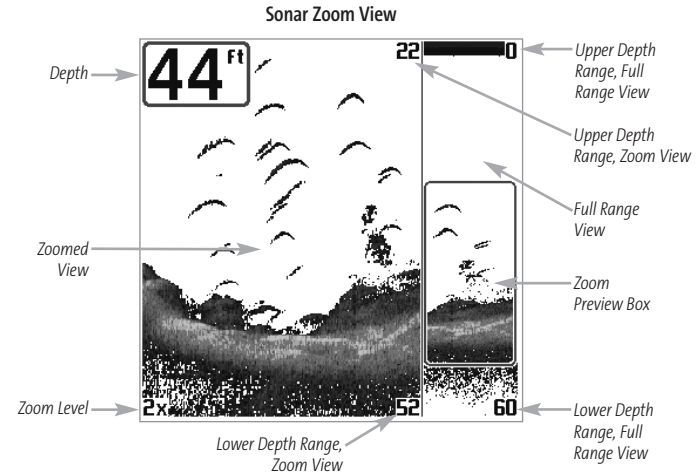 Sonar Zoom View
44 Ft
22
0
Depth
Upper Depth
Range, Full
Range View
Upper Depth
Range, Zoom View
Full Range
View
Zoomed
View
Zoom
Preview Box
Zoom Level
2x
52
60
Lower Depth Range,
Zoom View
Lower Depth
Range, Full
Range View